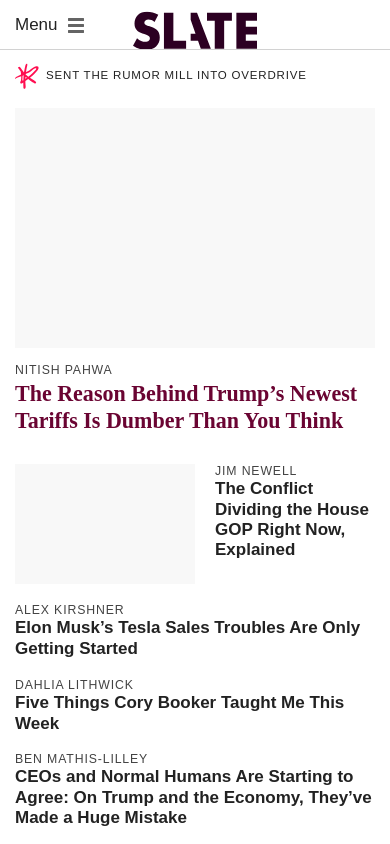 Menu
SLATE
SENT THE RUMOR MILL INTO OVERDRIVE
NITISH PAHWA
The Reason Behind Trump’s Newest
Tariffs Is Dumber Than You Think
JIM NEWELL
The Conflict
Dividing the House
GOP Right Now,
Explained
ALEX KIRSHNER
Elon Musk’s Tesla Sales Troubles Are Only
Getting Started
DAHLIA LITHWICK
Five Things Cory Booker Taught Me This
Week
BEN MATHIS-LILLEY
CEOs and Normal Humans Are Starting to
Agree: On Trump and the Economy, They’ve
Made a Huge Mistake